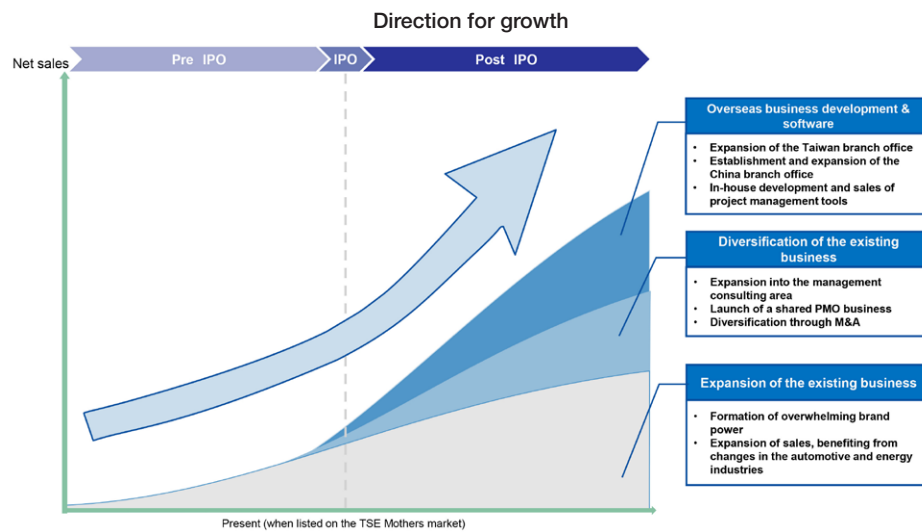 Direction for growth
Pre IPO
IPO
Post IPO
Net sales
Overseas business development &
software
• Expansion of the Taiwan branch office
• Establishment and expansion of the
China branch office
• In-house development and sales of
project management tools
Diversification of the existing
business
• Expansion into the management
consulting area
• Launch of a shared PMO business
• Diversification through M&A
Expansion of the existing business
• Formation of overwhelming brand
power
• Expansion of sales, benefiting from
changes in the automotive and energy
industries
Present (when listed on the TSE Mothers market)